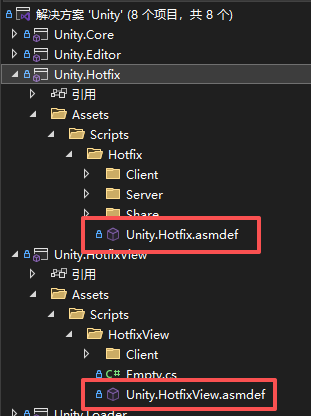 解决方案 'Unity' (8 个项目，共 8 个)
Unity.Core
Unity.Editor
Unity.Hotfix
引用
Assets
Scripts
Hotfix
Client
Server
Share
Unity.Hotfix.asmdef
Unity.HotfixView
引用
Assets
Scripts
HotfixView
Client
C# Empty.cs
Unity.HotfixView.asmdef
Unity.Loader